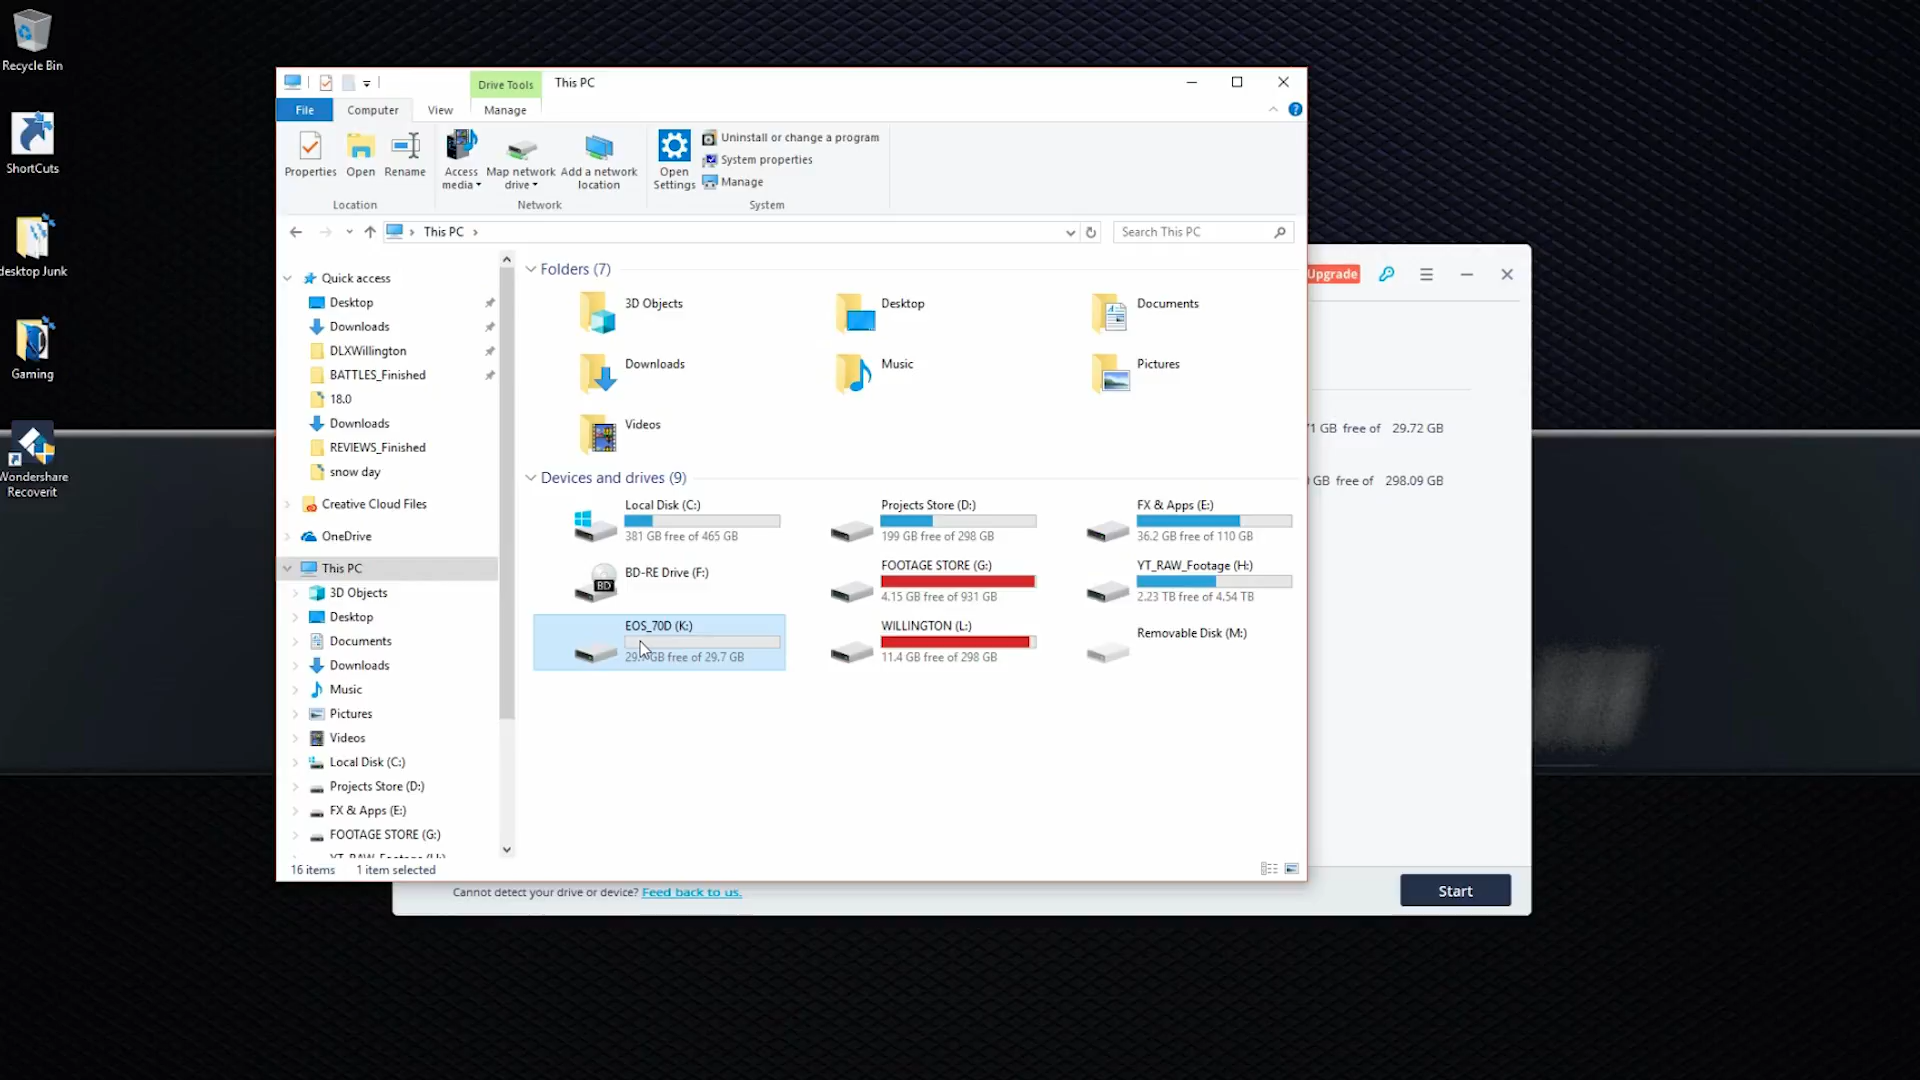 Recycle Bin
ShortCuts
desktop Junk
Gaming
Wondershare
Recoverit
Drive Tools
This PC
File
Computer
View
Manage
Properties
Open
Rename
Access
media
Map network
drive
Add a network
location
Open
Settings
Uninstall or change a program
System properties
Manage
Location
Network
System
This PC
Search This PC
Quick access
Desktop
Downloads
DLXWillington
BATTLES_Finished
18.0
Downloads
REVIEWS_Finished
snow day
Creative Cloud Files
OneDrive
This PC
3D Objects
Desktop
Documents
Downloads
Music
Pictures
Videos
Local Disk (C:)
Projects Store (D:)
FX & Apps (E:)
FOOTAGE STORE (G:)
YT_RAW_Footage (H:)
Folders (7)
3D Objects
Desktop
Documents
Downloads
Music
Pictures
Videos
Devices and drives (9)
Local Disk (C:)
381 GB free of 465 GB
Projects Store (D:)
199 GB free of 298 GB
FX & Apps (E:)
36.2 GB free of 110 GB
BD
BD-RE Drive (F:)
FOOTAGE STORE (G:)
4.15 GB free of 931 GB
YT_RAW_Footage (H:)
2.23 TB free of 4.54 TB
EOS_70D (K:)
GB free of 29.7 GB
WILLINGTON (L:)
11.4 GB free of 298 GB
Removable Disk (M:)
16 items
1 item selected
Upgrade
GB free of 29.72 GB
GB free of 298.09 GB
Cannot detect your drive or device? Feed back to us.
Start